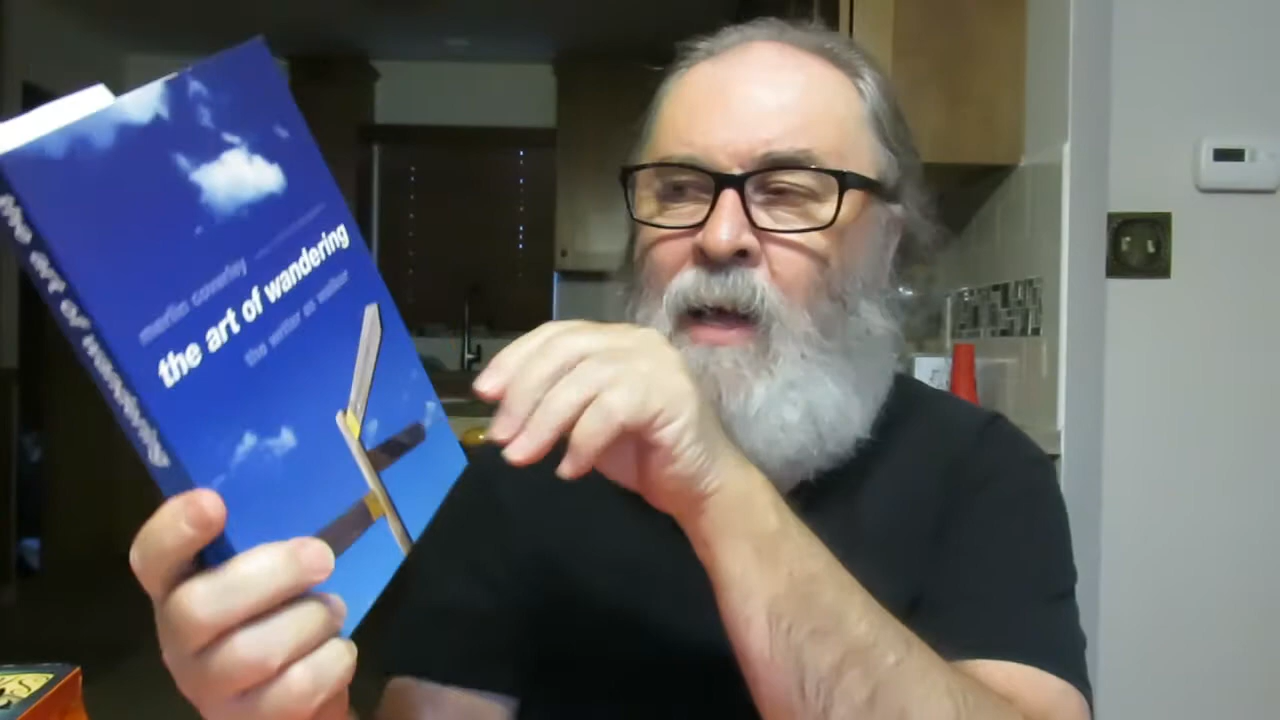 merlin coverley
the art of wandering
the writer as walker
the art of wandering